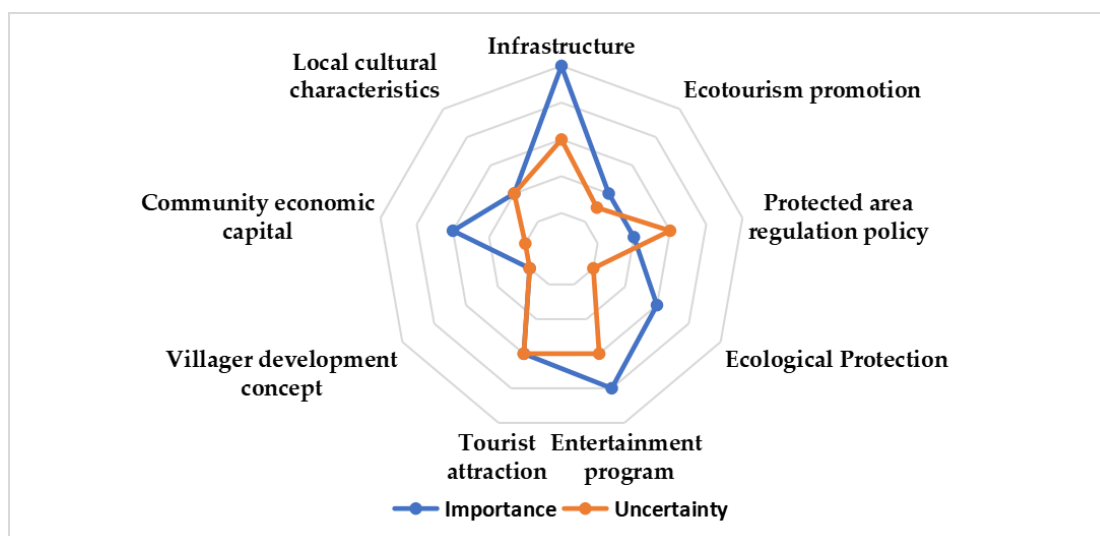 Infrastructure
Local cultural
characteristics
Ecotourism promotion
Community economic
capital
Protected area
regulation policy
Villager development
concept
Ecological Protection
Tourist
attraction
Entertainment
program
Importance
Uncertainty